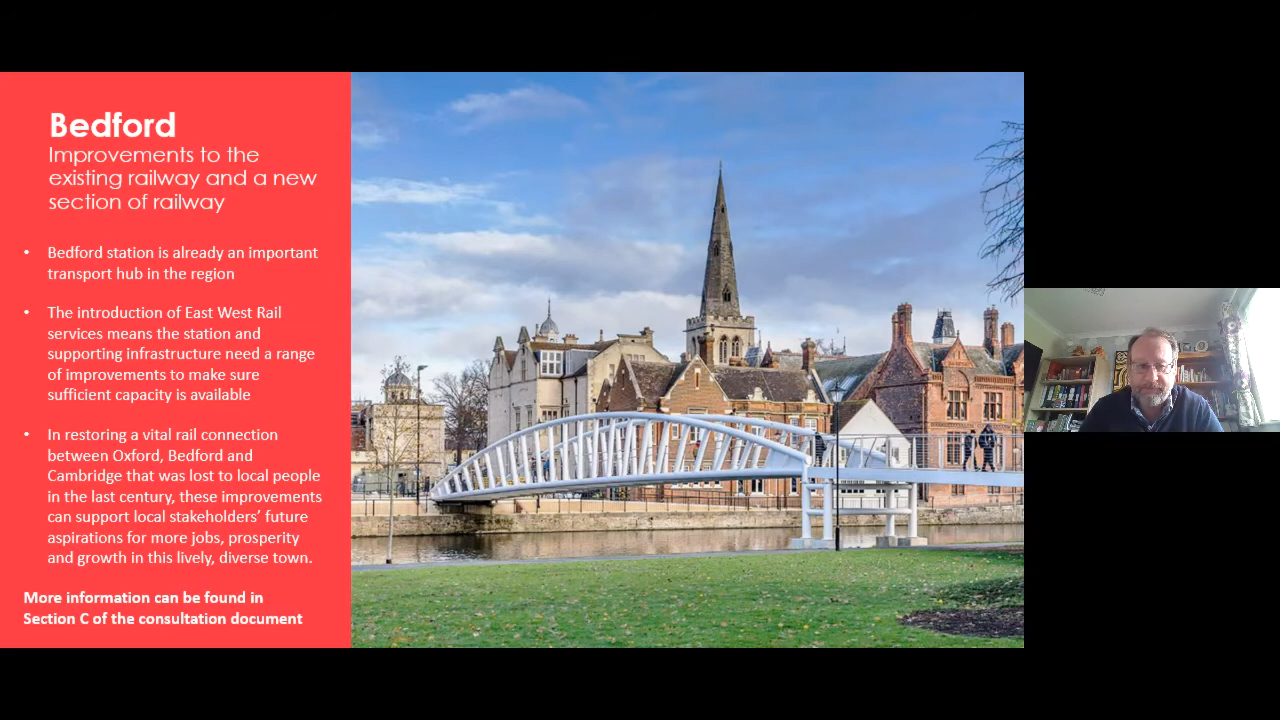 Bedford
Improvements to the
existing railway and a new
section of railway
• Bedford station is already an important
transport hub in the region
• The introduction of East West Rail
services means the station and
supporting infrastructure need a range
of improvements to make sure
sufficient capacity is available
• In restoring a vital rail connection
between Oxford, Bedford and
Cambridge that was lost to local people
in the last century, these improvements
can support local stakeholders’ future
aspirations for more jobs, prosperity
and growth in this lively, diverse town.
More information can be found in
Section C of the consultation document